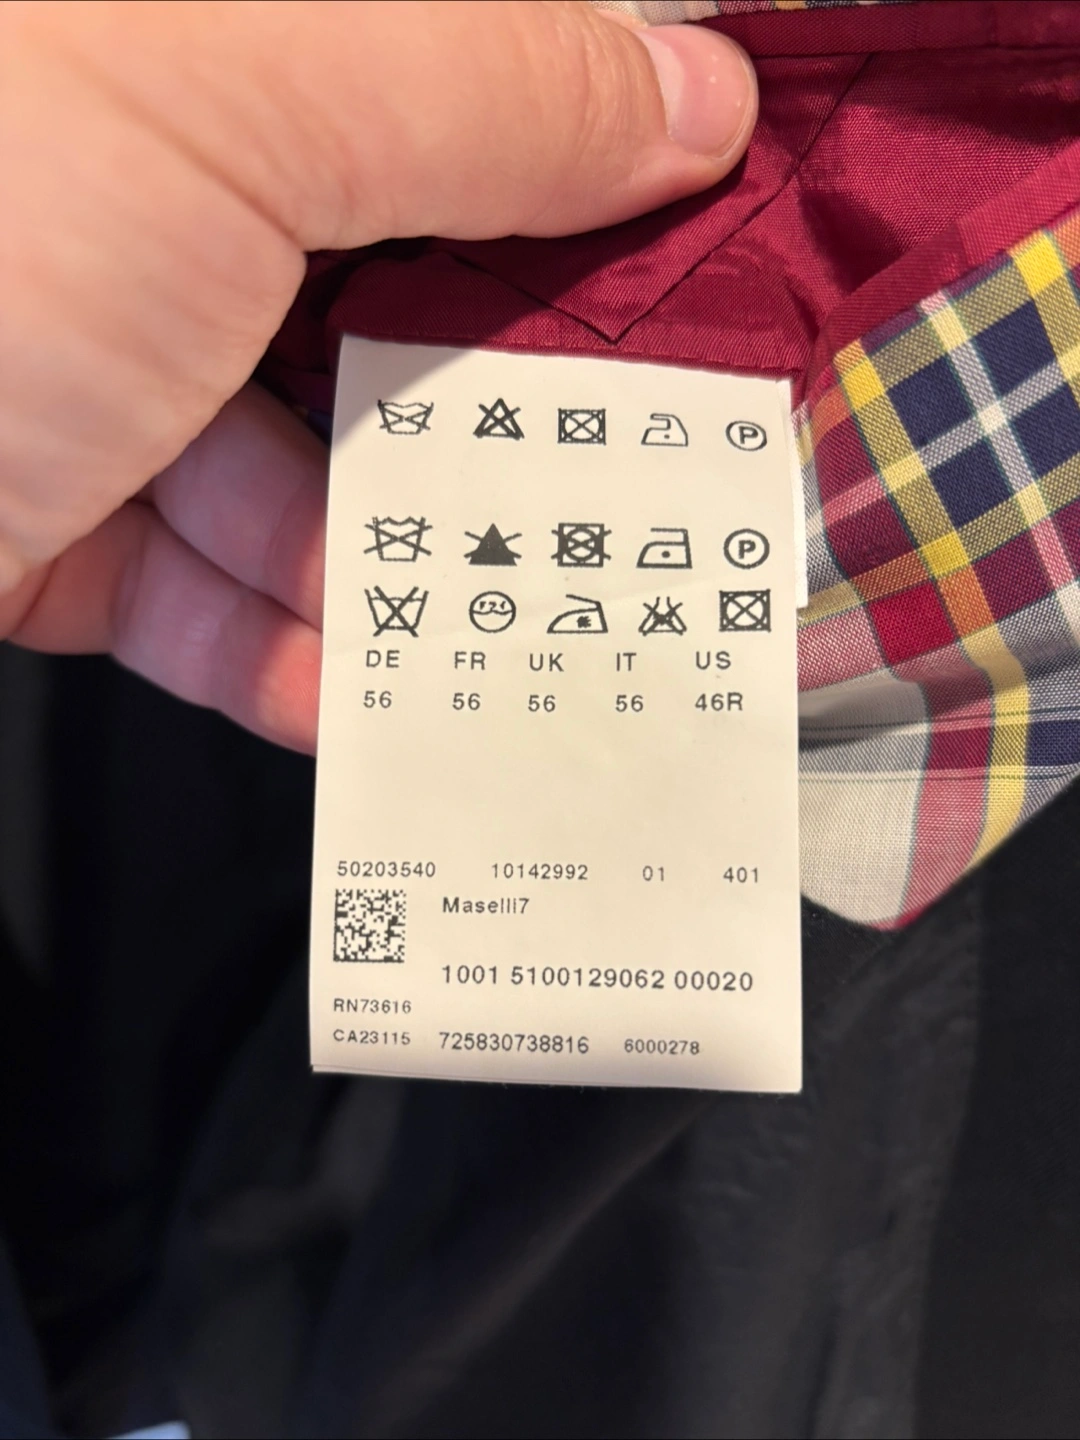 P
P
DE FR UK IT US
56 56 56 56 46R
50203540 10142992 01 401
Maselli7
1001 5100129062 00020
RN73616
CA23115 725830738816 6000278